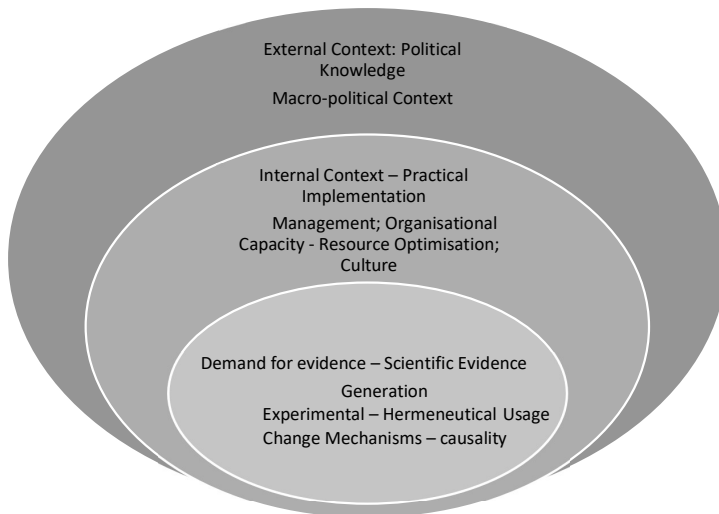 External Context: Political
Knowledge
Macro-political Context
Internal Context – Practical
Implementation
Management; Organisational
Capacity - Resource Optimisation;
Culture
Demand for evidence – Scientific Evidence
Generation
Experimental – Hermeneutical Usage
Change Mechanisms – causality